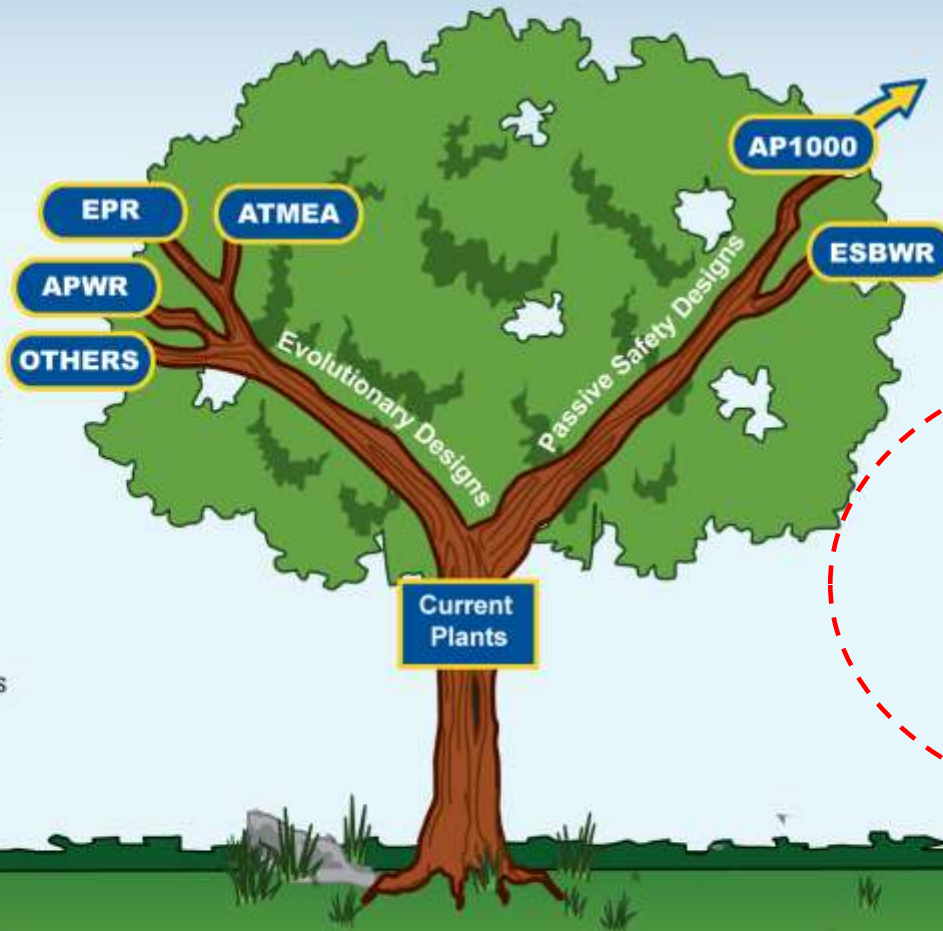 AP1000
EPR
ATMEA
ESBWR
APWR
OTHERS
Evolutionary Designs
Passive Safety Designs
Current
Plants